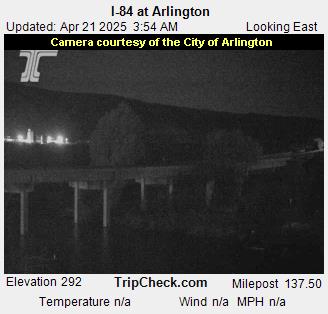 I-84 at Arlington
Updated: Apr 21 2025 3:54 AM Looking East
Camera courtesy of the City of Arlington
Elevation 292 TripCheck.com Milepost 137.50
Temperature n/a Wind n/a MPH n/a